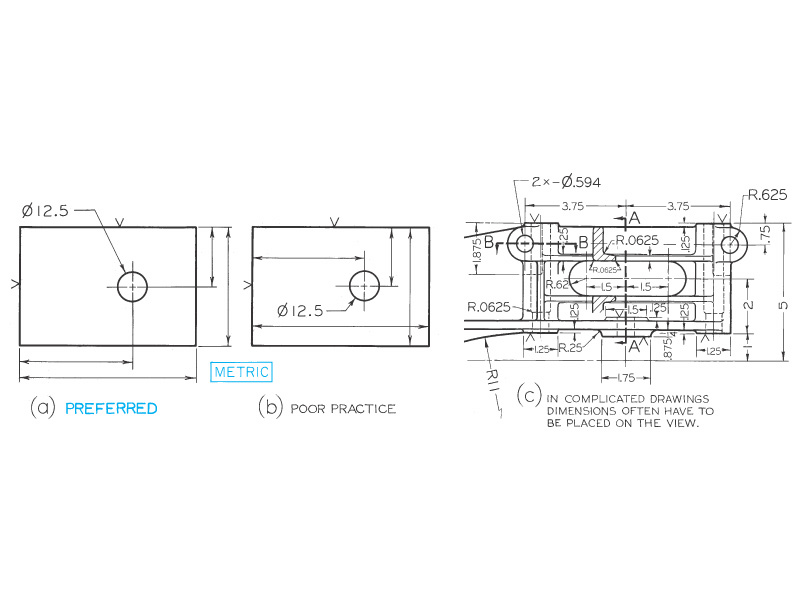 Ø12.5
(a) PREFERRED
METRIC
Ø12.5
(b) POOR PRACTICE
2×-Ø.594
R.625
3.75
3.75
A
.75
1.875
B
.25
B
R.0625
.125
R.0625
R.62
1.5
1.5
2
5
R.0625
.125
1.5
.125
.125
1.25
R.25
A
.875
1.25
1
R11
1.75
(c) IN COMPLICATED DRAWINGS
DIMENSIONS OFTEN HAVE TO
BE PLACED ON THE VIEW.